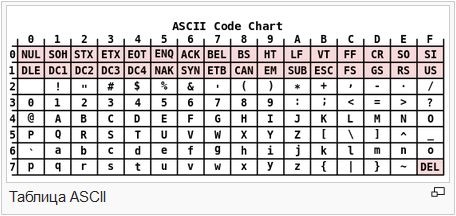 ASCII Code Chart
0 1 2 3 4 5 6 7 8 9 A B C D E F
0 NUL SOH STX ETX EOT ENQ ACK BEL BS HT LF VT FF CR SO SI
1 DLE DC1 DC2 DC3 DC4 NAK SYN ETB CAN EM SUB ESC FS GS RS US
2 ! " # $ % & ' ( ) * + , - . /
3 0 1 2 3 4 5 6 7 8 9 : ; < = > ?
4 @ A B C D E F G H I J K L M N O
5 P Q R S T U V W X Y Z [ \ ] ^ _
6 ` a b c d e f g h i j k l m n o
7 p q r s t u v w x y z { | } ~ DEL
Таблица ASCII